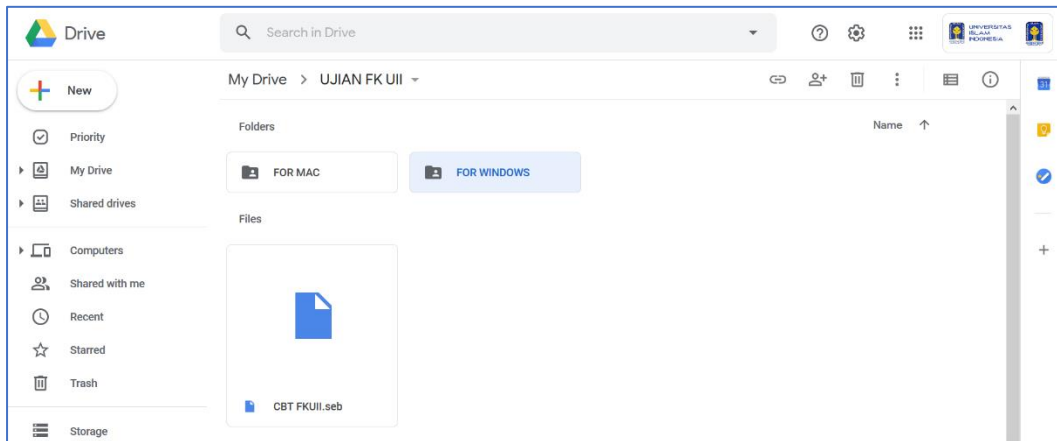 Drive
Search in Drive
UNIVERSITAS
ISLAM
INDONESIA
New
My Drive > UJIAN FK UII
Priority
My Drive
Shared drives
Computers
Shared with me
Recent
Starred
Trash
Storage
Folders
Name
FOR MAC
FOR WINDOWS
Files
CBT FKUII.seb
31